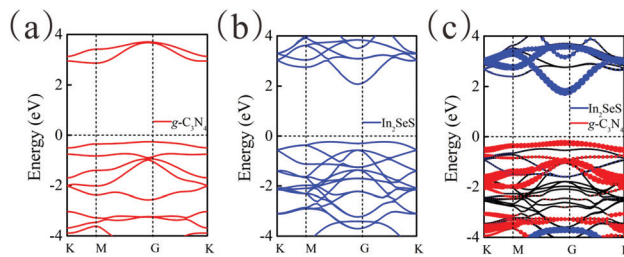 (a)
Energy (eV)
4
2
0
-2
-4
g-C₃N₄
K M G K
(b)
Energy (eV)
4
2
0
-2
-4
In₂SeS
K M G K
(c)
Energy (eV)
4
2
0
-2
-4
In₂SeS
g-C₃N₄
K M G